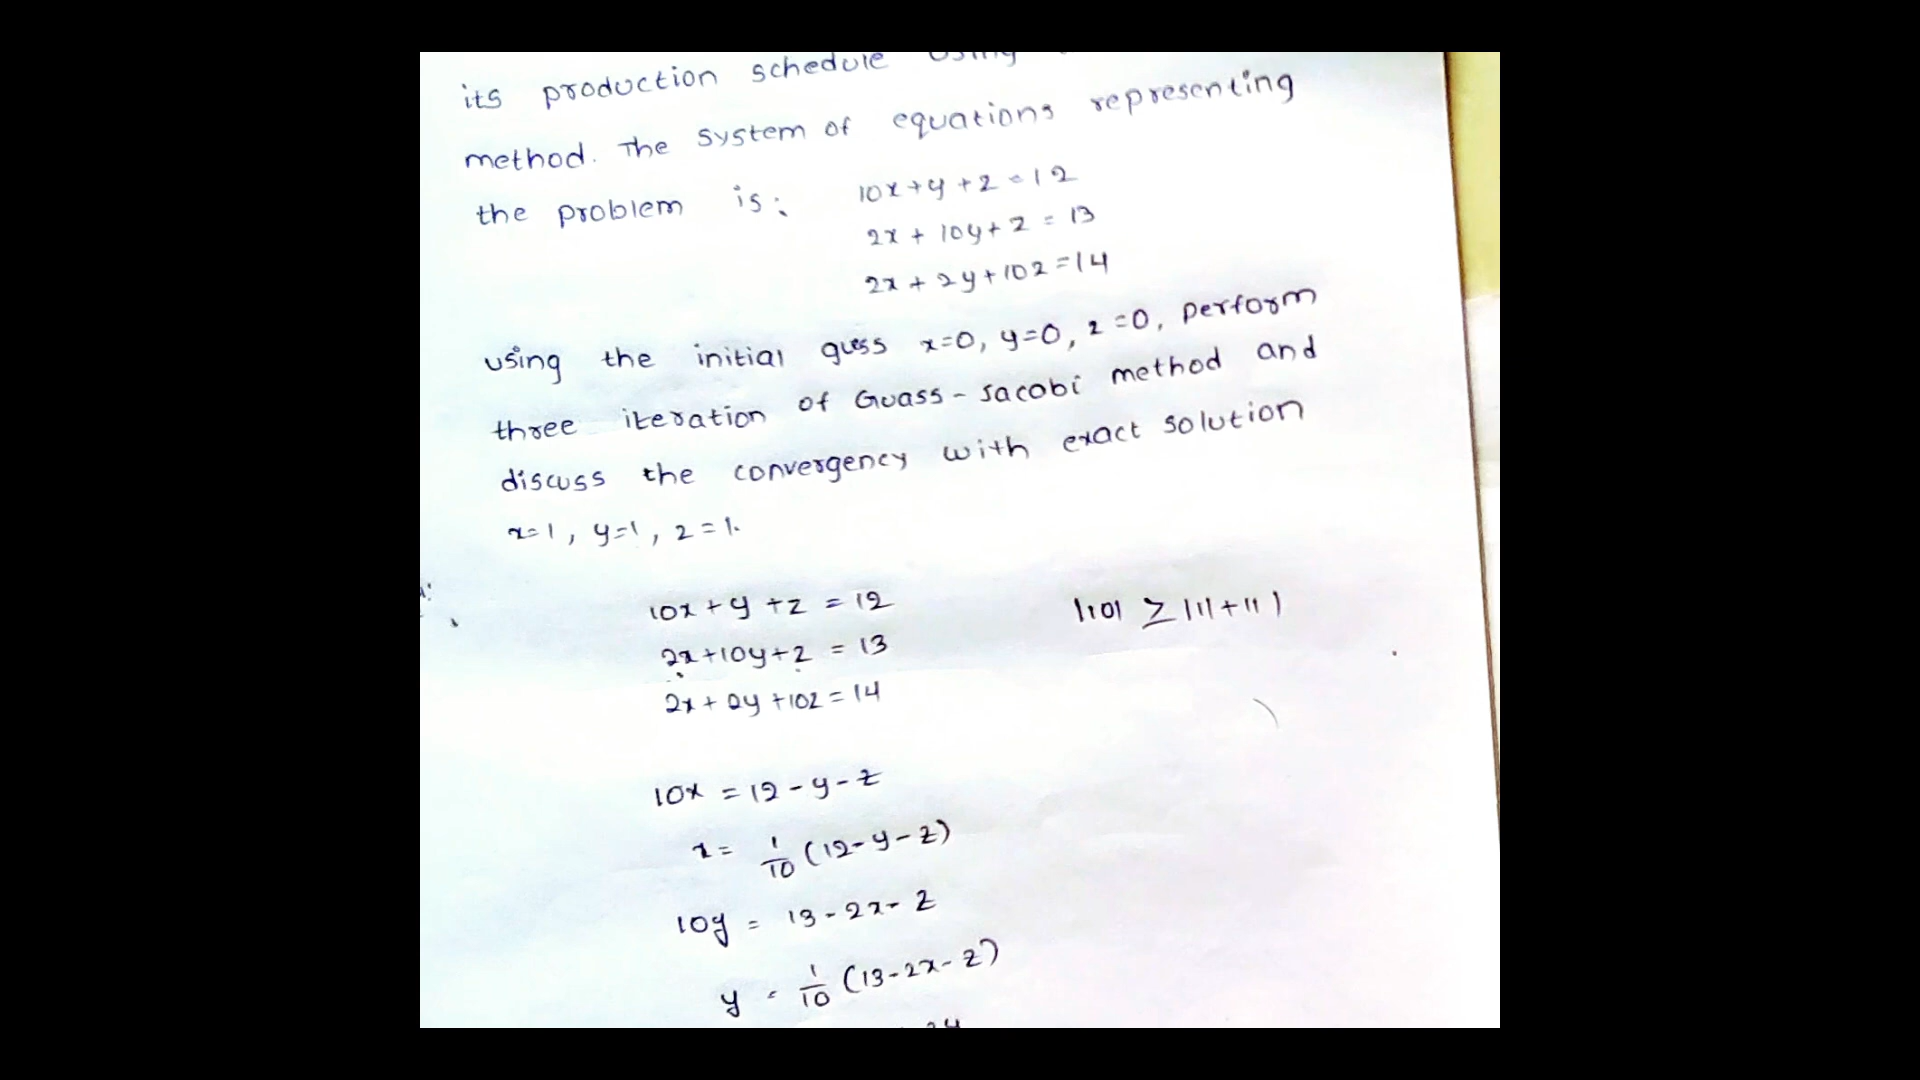 its production schedule using
method. The system of equations representing
the problem is: 10x+y+z=12
2x+10y+z=13
2x+2y+10z=14
using the initial guess x=0, y=0, z=0, perform
three iteration of Guass-Jacobi method and
discuss the convergency with exact solution
x=1, y=1, z=1.
10x+y+z=12 |10| ≥ |1|+|1|
2x+10y+z=13
2x+2y+10z=14
10x=12-y-z
x=1/10(12-y-z)
10y=13-2x-z
y=1/10(13-2x-z)